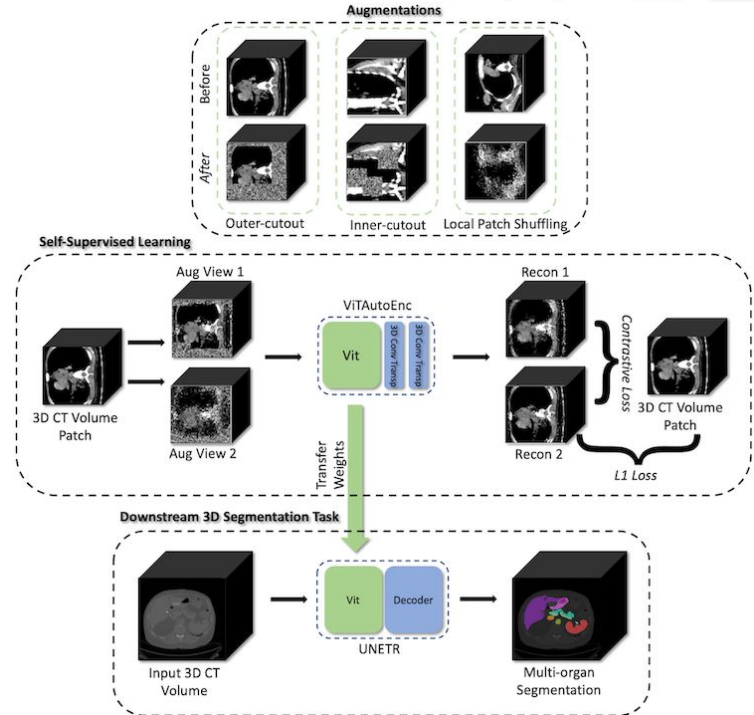 Augmentations
Before
After
Outer-cutout
Inner-cutout
Local Patch Shuffling
Self-Supervised Learning
Aug View 1
ViTAutoEnc
Recon 1
Vit
3D Conv Transp
3D Conv Transp
Contrastive Loss
3D CT Volume
Patch
3D CT Volume
Patch
Aug View 2
Recon 2
L1 Loss
Transfer
Weights
Downstream 3D Segmentation Task
Vit
Decoder
UNETR
Input 3D CT
Volume
Multi-organ
Segmentation